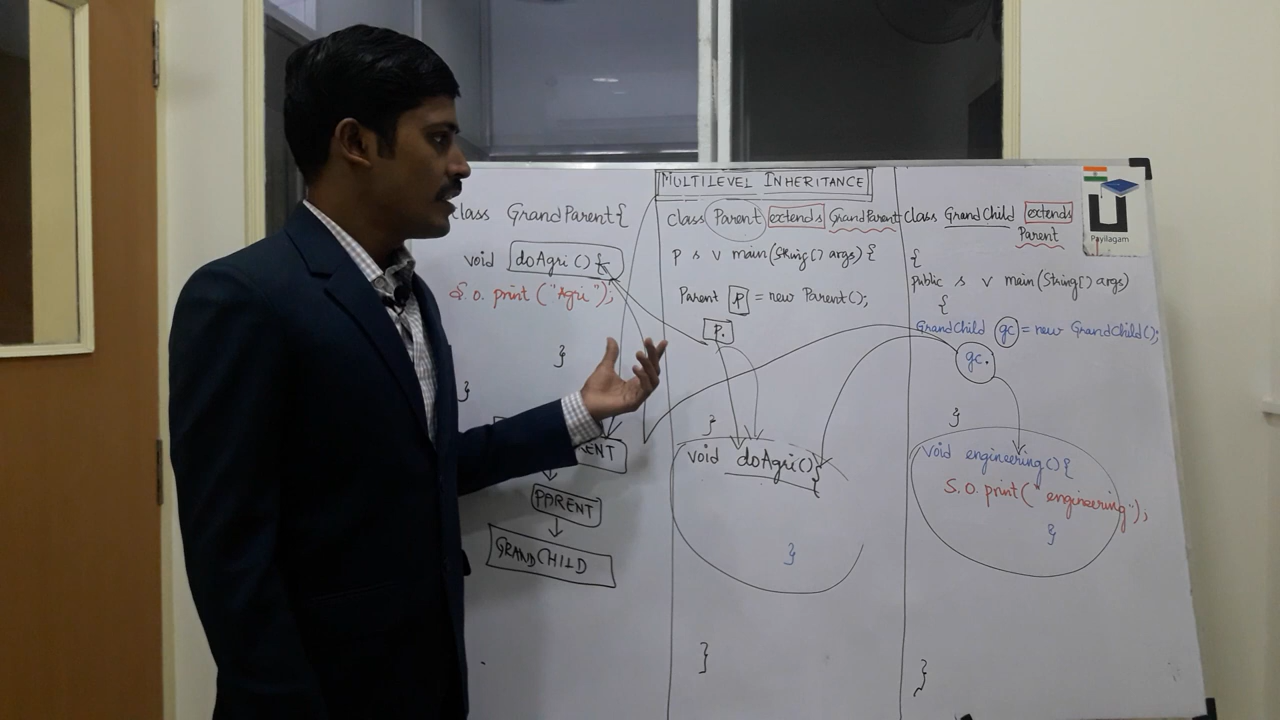 MULTILEVEL INHERITANCE
class GrandParent{
void doAgri() {
S.O. print ("Agri");
}
}
PARENT
GRANDCHILD
class Parent extends GrandParent
p s v main(String[] args) {
Parent p = new Parent();
p.
}
void doAgri()
{
}
}
class GrandChild extends
Parent
{
public s v main(String[] args)
{
GrandChild gc = new GrandChild();
gc.
}
void engineering() {
S.O. print("engineering");
}
}
Payilagam